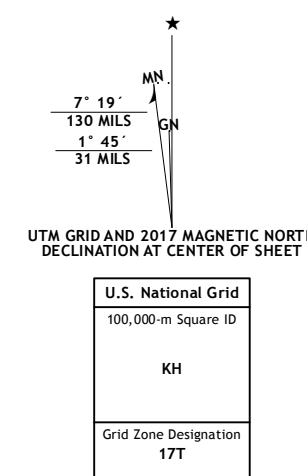 ★
MN
7° 19´
130 MILS
GN
1° 45´
31 MILS
UTM GRID AND 2017 MAGNETIC NORT
DECLINATION AT CENTER OF SHEET
U.S. National Grid
100,000-m Square ID
KH
Grid Zone Designation
17T